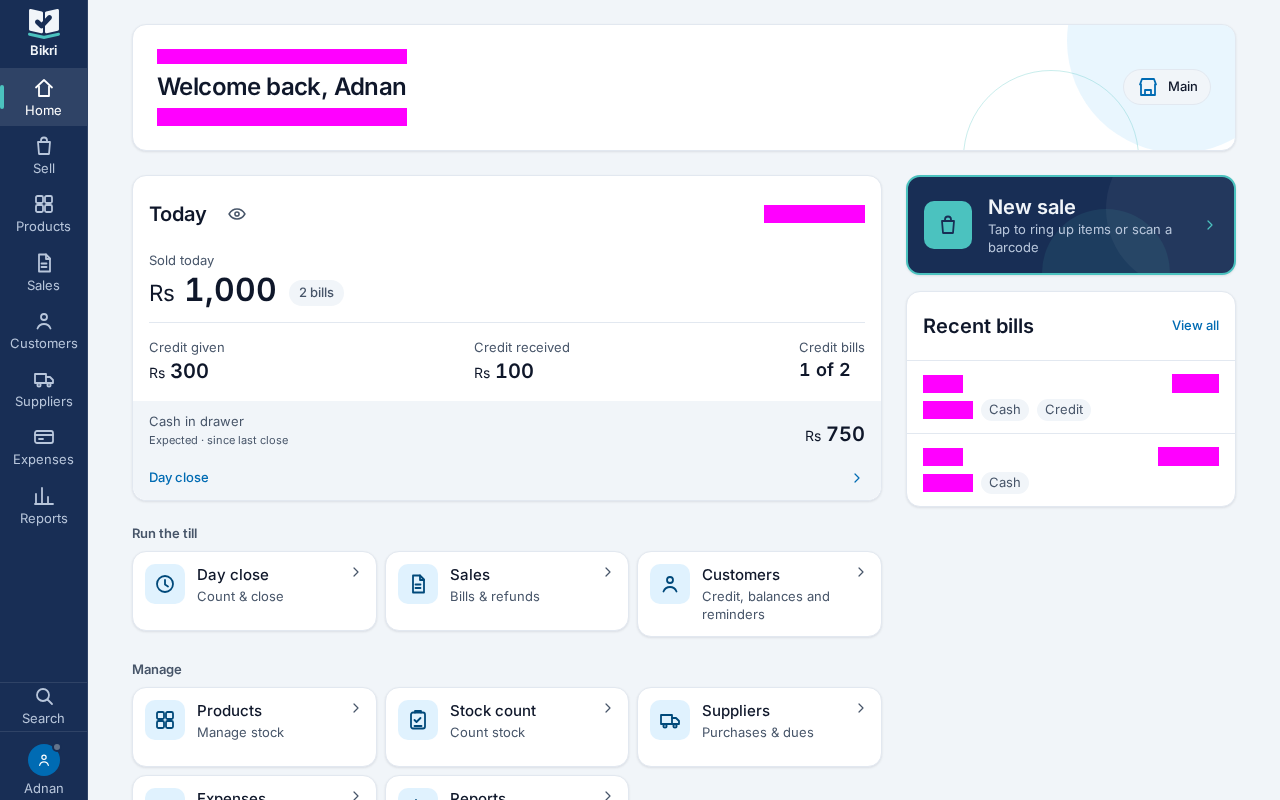 Bikri
Home
Sell
Products
Sales
Customers
Suppliers
Expenses
Reports
Search
Adnan
Welcome back, Adnan
Main
Today
Sold today
Rs 1,000 2 bills
Credit given
Rs 300
Credit received
Rs 100
Credit bills
1 of 2
Cash in drawer
Expected · since last close
Rs 750
Day close
New sale
Tap to ring up items or scan a
barcode
Recent bills
View all
Cash Credit
Cash
Run the till
Day close
Count & close
Sales
Bills & refunds
Customers
Credit, balances and
reminders
Manage
Products
Manage stock
Stock count
Count stock
Suppliers
Purchases & dues
Expenses
Reports